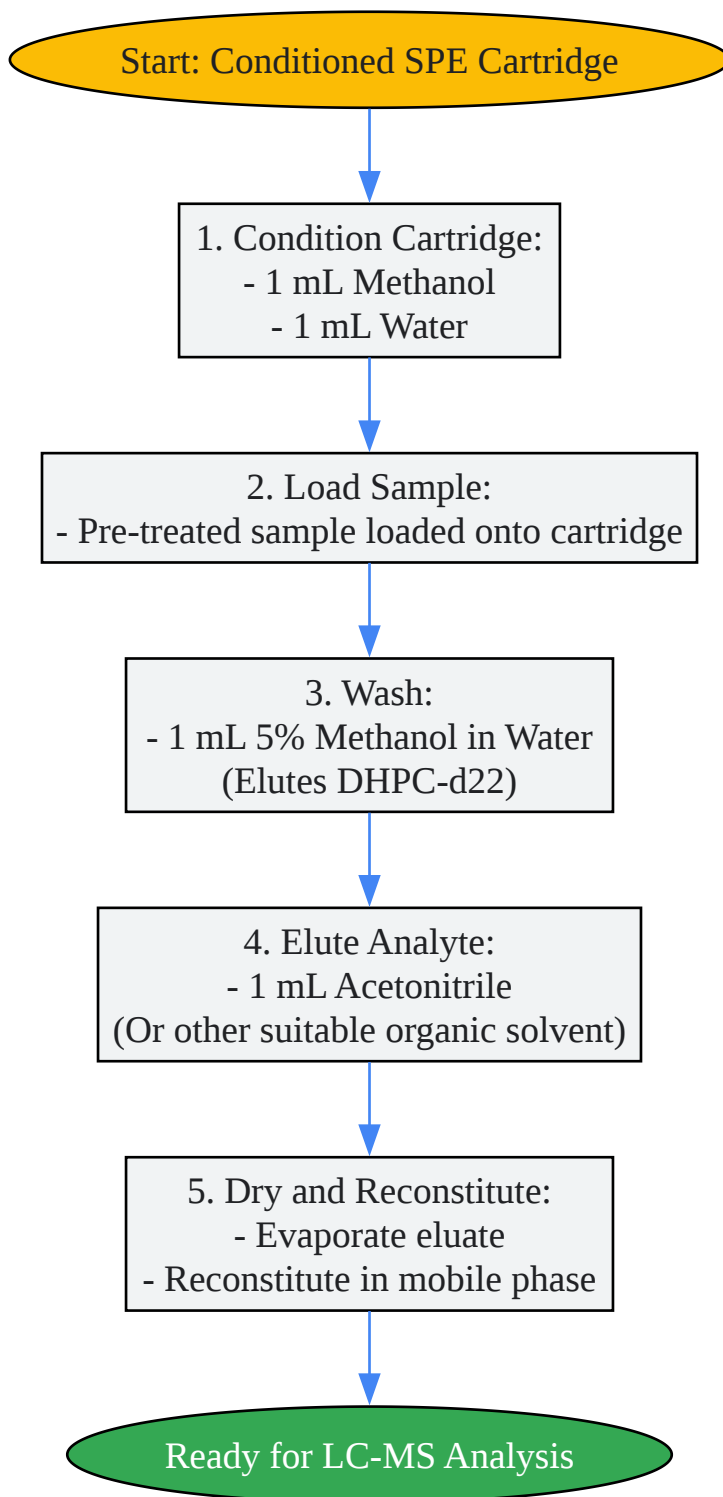 Start: Conditioned SPE Cartridge
1. Condition Cartridge:
- 1 mL Methanol
- 1 mL Water
2. Load Sample:
- Pre-treated sample loaded onto cartridge
3. Wash:
- 1 mL 5% Methanol in Water
(Elutes DHPC-d22)
4. Elute Analyte:
- 1 mL Acetonitrile
(Or other suitable organic solvent)
5. Dry and Reconstitute:
- Evaporate eluate
- Reconstitute in mobile phase
Ready for LC-MS Analysis